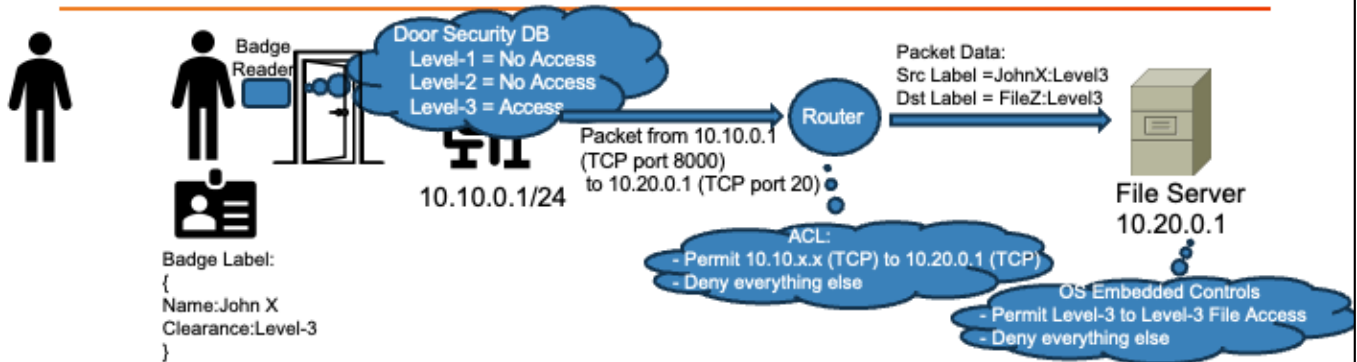 Badge
Reader
Door Security DB
Level-1 = No Access
Level-2 = No Access
Level-3 = Access
Badge Label:
{
Name:John X
Clearance:Level-3
}
10.10.0.1/24
Packet from 10.10.0.1
(TCP port 8000)
to 10.20.0.1 (TCP port 20)
Router
ACL:
- Permit 10.10.x.x (TCP) to 10.20.0.1 (TCP)
- Deny everything else
Packet Data:
Src Label =JohnX:Level3
Dst Label = FileZ:Level3
File Server
10.20.0.1
OS Embedded Controls
- Permit Level-3 to Level-3 File Access
- Deny everything else